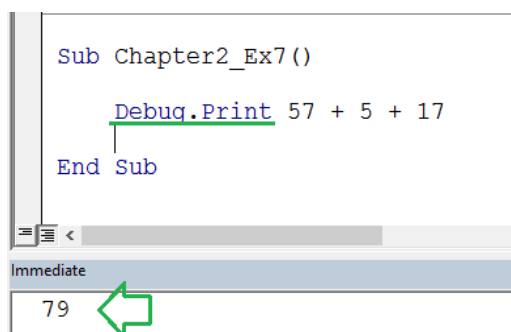 Sub Chapter2_Ex7()
Debug.Print 57 + 5 + 17
End Sub
Immediate
79